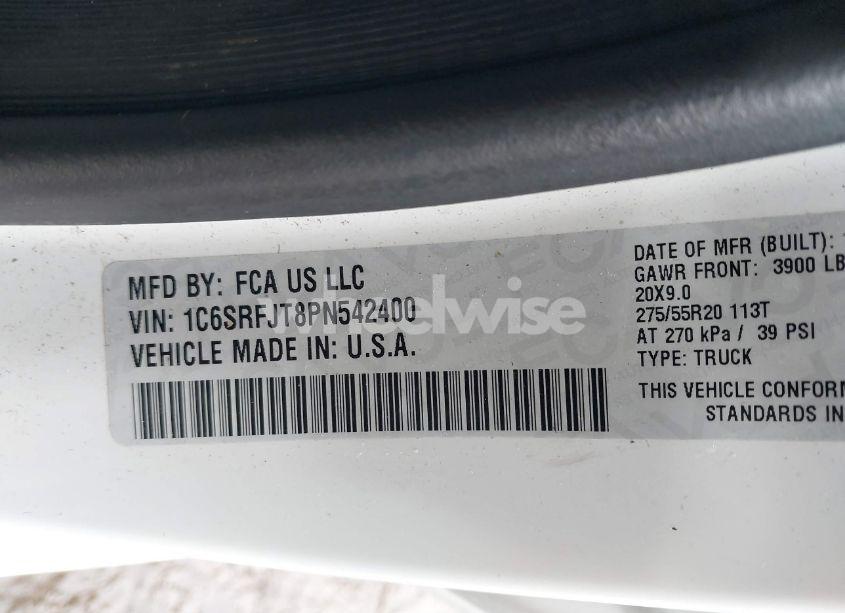 MFD BY: FCA US LLC
VIN: 1C6SRFJT8PN542400
VEHICLE MADE IN: U.S.A.
DATE OF MFR (BUILT):
GAWR FRONT: 3900 LB
20X9.0
275/55R20 113T
AT 270 kPa / 39 PSI
TYPE: TRUCK
THIS VEHICLE CONFORM
STANDARDS IN
wheelwise